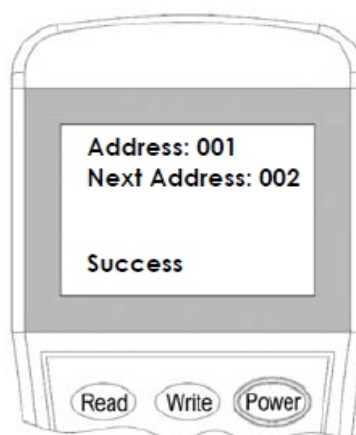 Address: 001
Next Address: 002
Success
Read Write Power